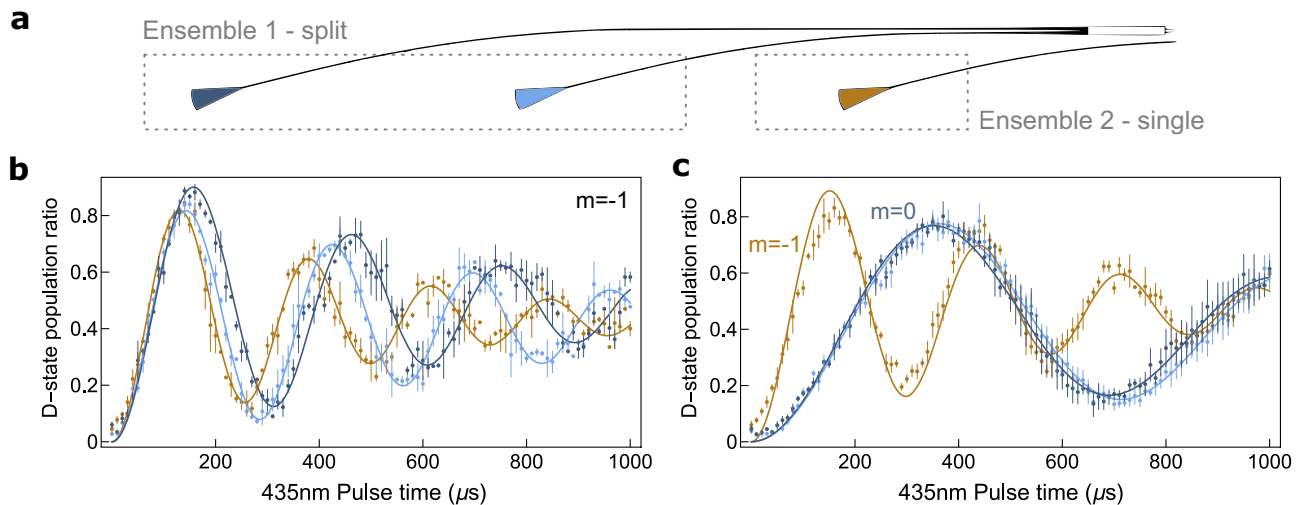 a
Ensemble 1 - split
Ensemble 2 - single
b
D-state population ratio
0.8
0.6
0.4
0.2
0
m=-1
200
400
600
800
1000
435nm Pulse time (μs)
c
D-state population ratio
0.8
0.6
0.4
0.2
0
m=-1
m=0
200
400
600
800
1000
435nm Pulse time (μs)